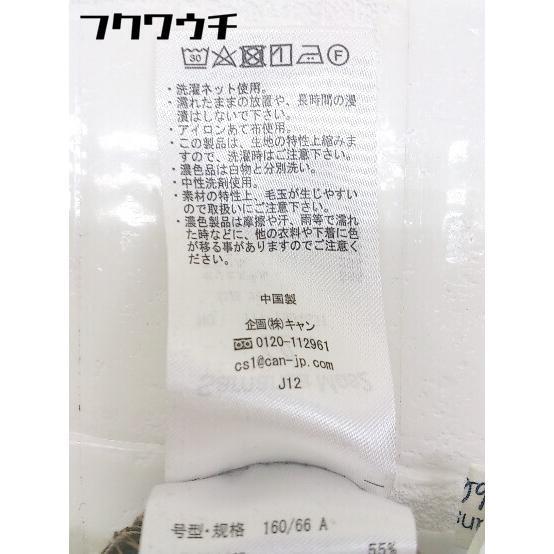 フクワウチ
30 F
・洗濯ネット使用。
・濡れたままの放置や、長時間の浸
漬はしないで下さい。
・アイロンあて布使用。
・この製品は、生地の特性上縮みま
すので、洗濯時はご注意下さい。
・濃色品は白物と分別洗い。
・中性洗剤使用。
・素材の特性上、毛玉が生じやすい
ので取扱いにご注意下さい。
・濃色製品は摩擦や汗、雨等で濡れ
た時などに、他の衣料や下着に色
が移る事がありますのでご注意くだ
さい。
中国製
企画(株)キャン
0120-112961
cs1@can-jp.com
J12
号型・规格 160/66 A
55%